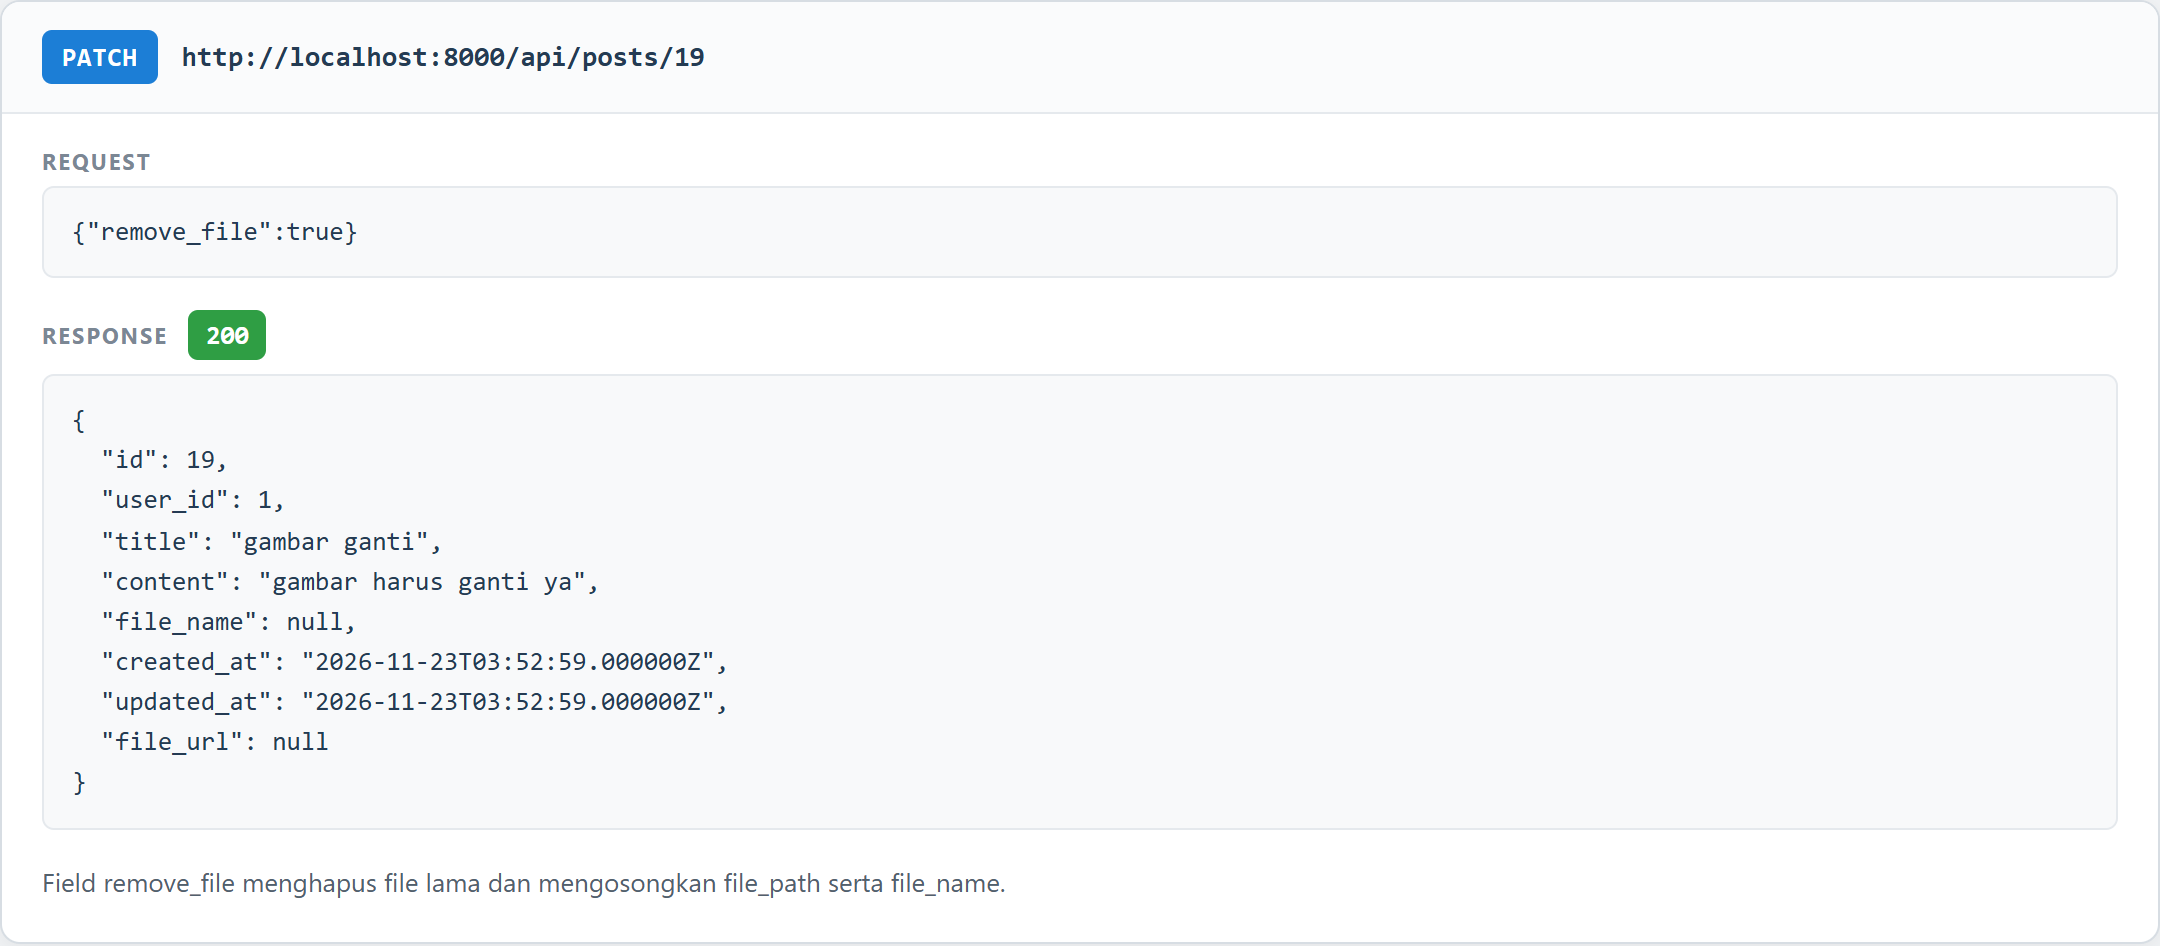 PATCH http://localhost:8000/api/posts/19
REQUEST
{"remove_file":true}
RESPONSE 200
{
  "id": 19,
  "user_id": 1,
  "title": "gambar ganti",
  "content": "gambar harus ganti ya",
  "file_name": null,
  "created_at": "2026-11-23T03:52:59.000000Z",
  "updated_at": "2026-11-23T03:52:59.000000Z",
  "file_url": null
}
Field remove_file menghapus file lama dan mengosongkan file_path serta file_name.